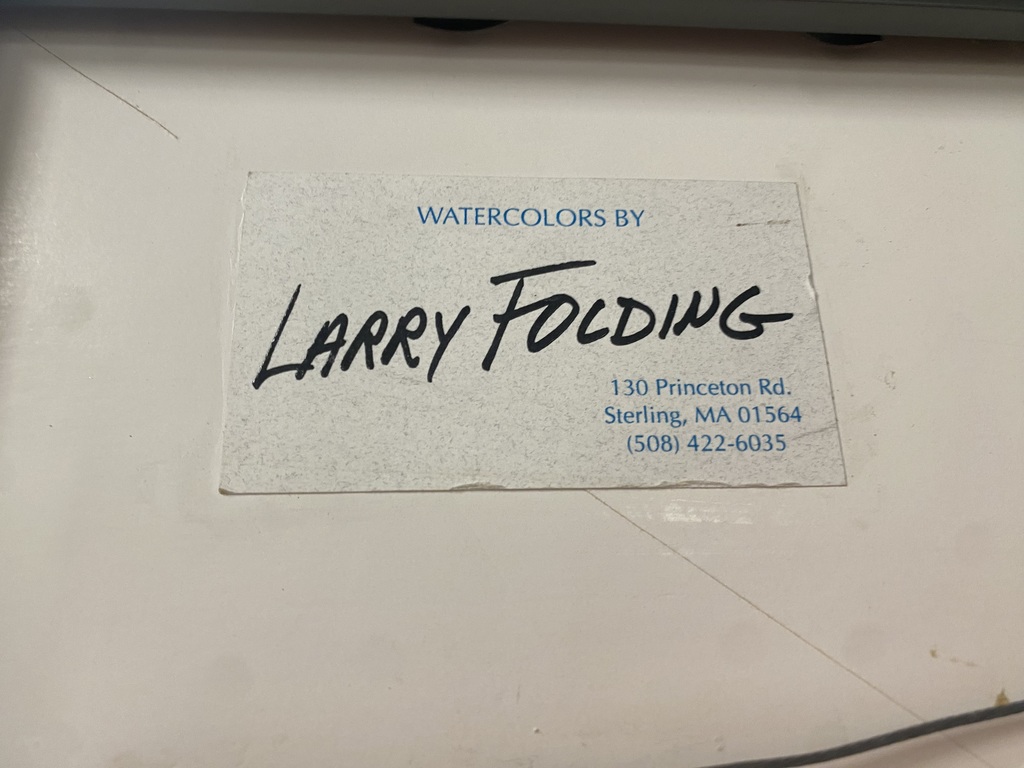 WATERCOLORS BY
LARRY FOLDING
130 Princeton Rd.
Sterling, MA 01564
(508) 422-6035